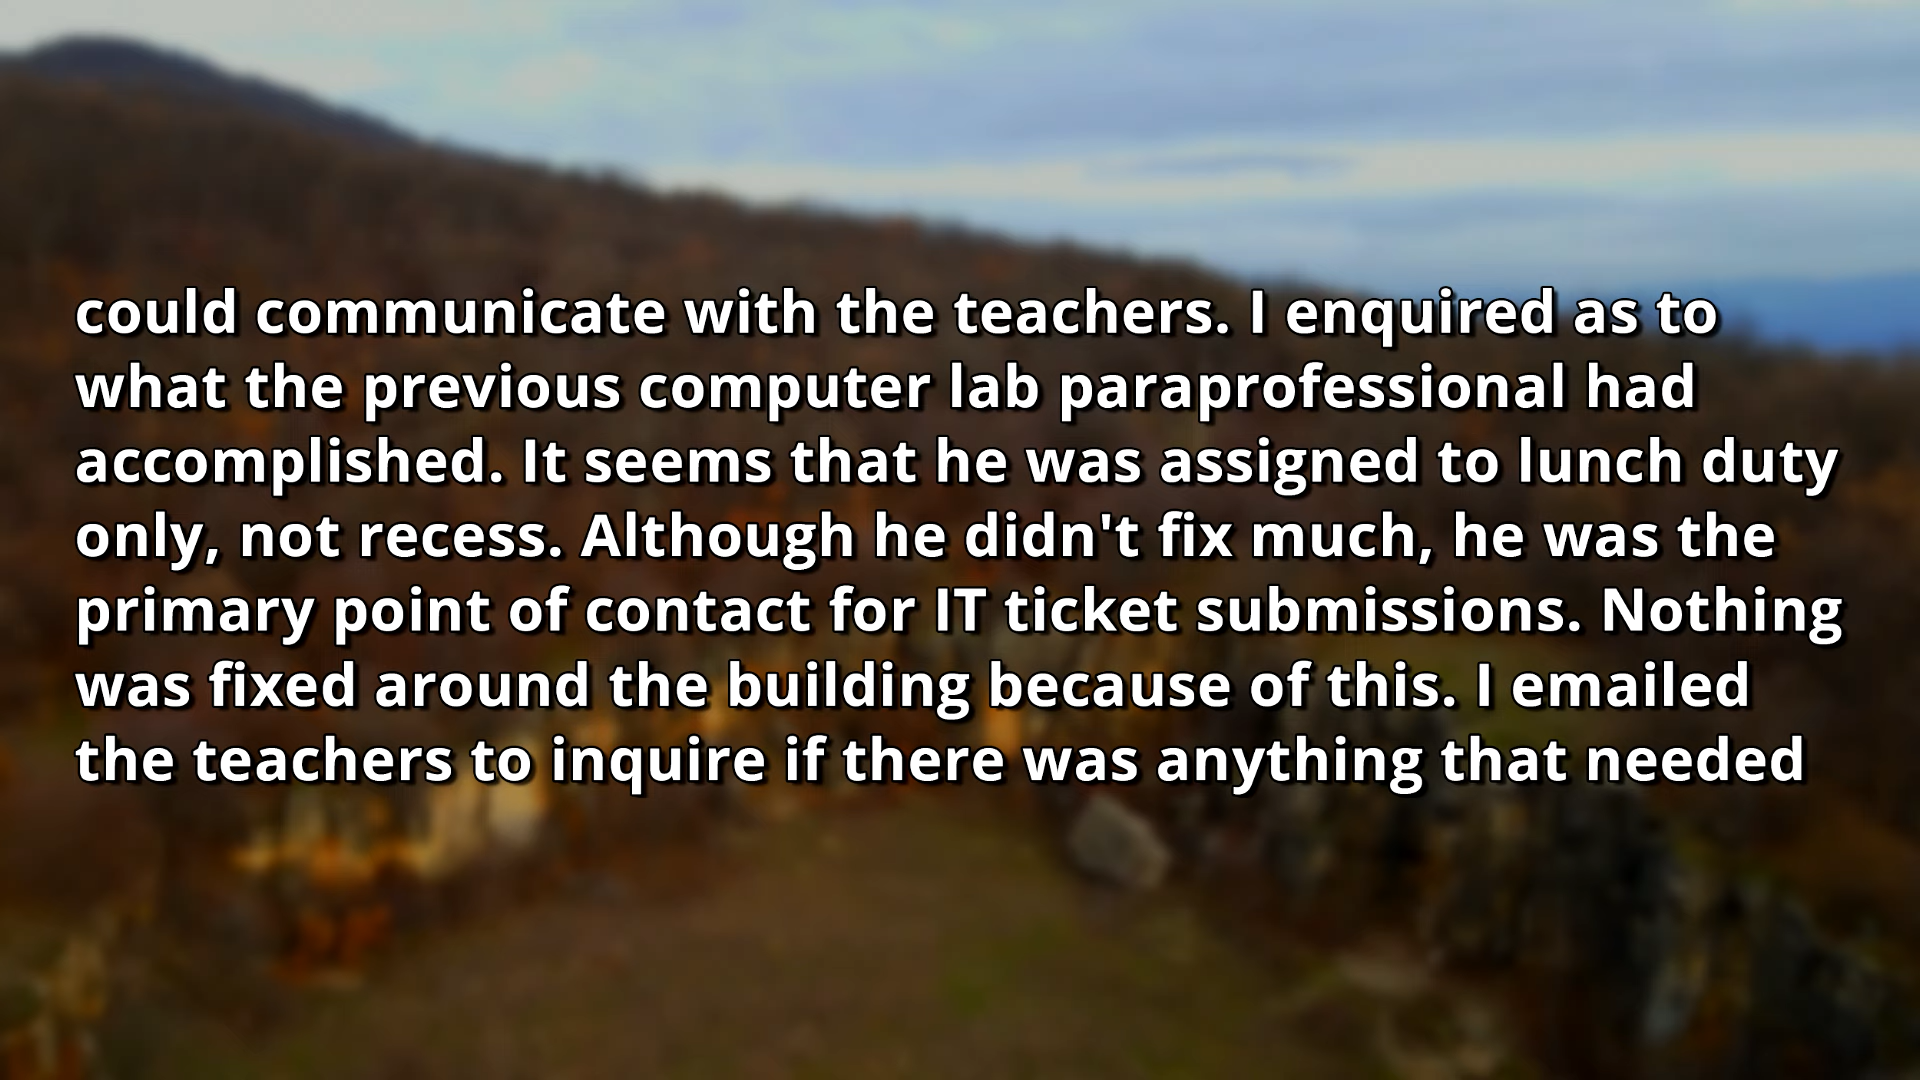 could communicate with the teachers. I enquired as to
what the previous computer lab paraprofessional had
accomplished. It seems that he was assigned to lunch duty
only, not recess. Although he didn't fix much, he was the
primary point of contact for IT ticket submissions. Nothing
was fixed around the building because of this. I emailed
the teachers to inquire if there was anything that needed